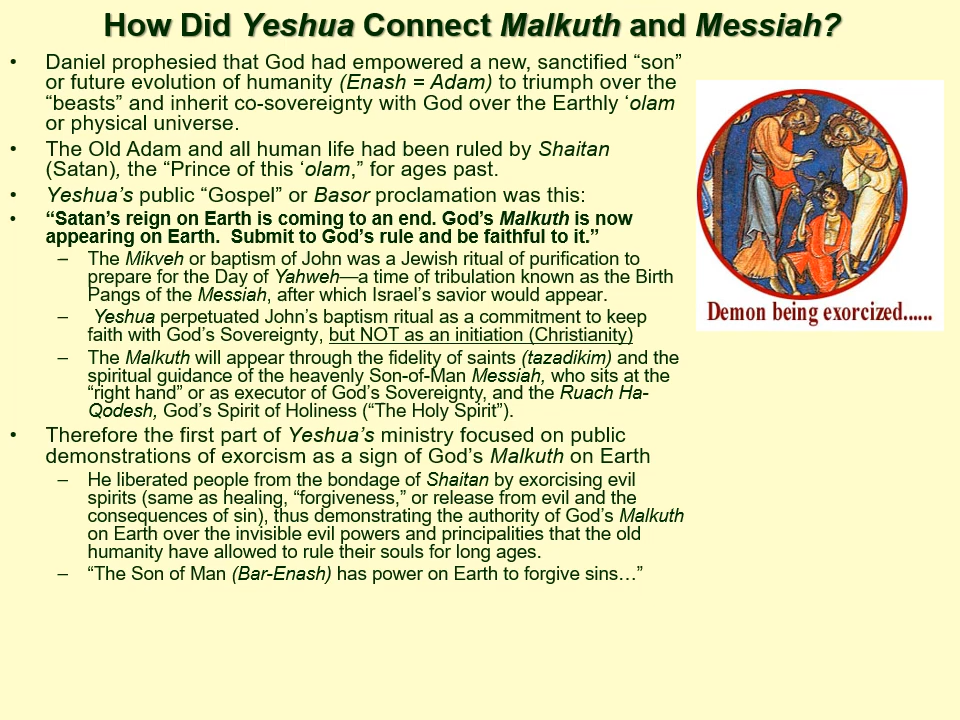 How Did Yeshua Connect Malkuth and Messiah?
• Daniel prophesied that God had empowered a new, sanctified “son”
or future evolution of humanity (Enash = Adam) to triumph over the
“beasts” and inherit co-sovereignty with God over the Earthly ‘olam
or physical universe.
• The Old Adam and all human life had been ruled by Shaitan
(Satan), the “Prince of this ‘olam,” for ages past.
• Yeshua’s public “Gospel” or Basor proclamation was this:
• “Satan’s reign on Earth is coming to an end. God’s Malkuth is now
appearing on Earth.  Submit to God’s rule and be faithful to it.”
– The Mikveh or baptism of John was a Jewish ritual of purification to
prepare for the Day of Yahweh—a time of tribulation known as the Birth
Pangs of the Messiah, after which Israel’s savior would appear.
– Yeshua perpetuated John’s baptism ritual as a commitment to keep
faith with God’s Sovereignty, but NOT as an initiation (Christianity)
– The Malkuth will appear through the fidelity of saints (tazadikim) and the
spiritual guidance of the heavenly Son-of-Man Messiah, who sits at the
“right hand” or as executor of God’s Sovereignty, and the Ruach Ha-
Qodesh, God’s Spirit of Holiness (“The Holy Spirit”).
• Therefore the first part of Yeshua’s ministry focused on public
demonstrations of exorcism as a sign of God’s Malkuth on Earth
– He liberated people from the bondage of Shaitan by exorcising evil
spirits (same as healing, “forgiveness,” or release from evil and the
consequences of sin), thus demonstrating the authority of God’s Malkuth
on Earth over the invisible evil powers and principalities that the old
humanity have allowed to rule their souls for long ages.
– “The Son of Man (Bar-Enash) has power on Earth to forgive sins…”
Demon being exorcized......